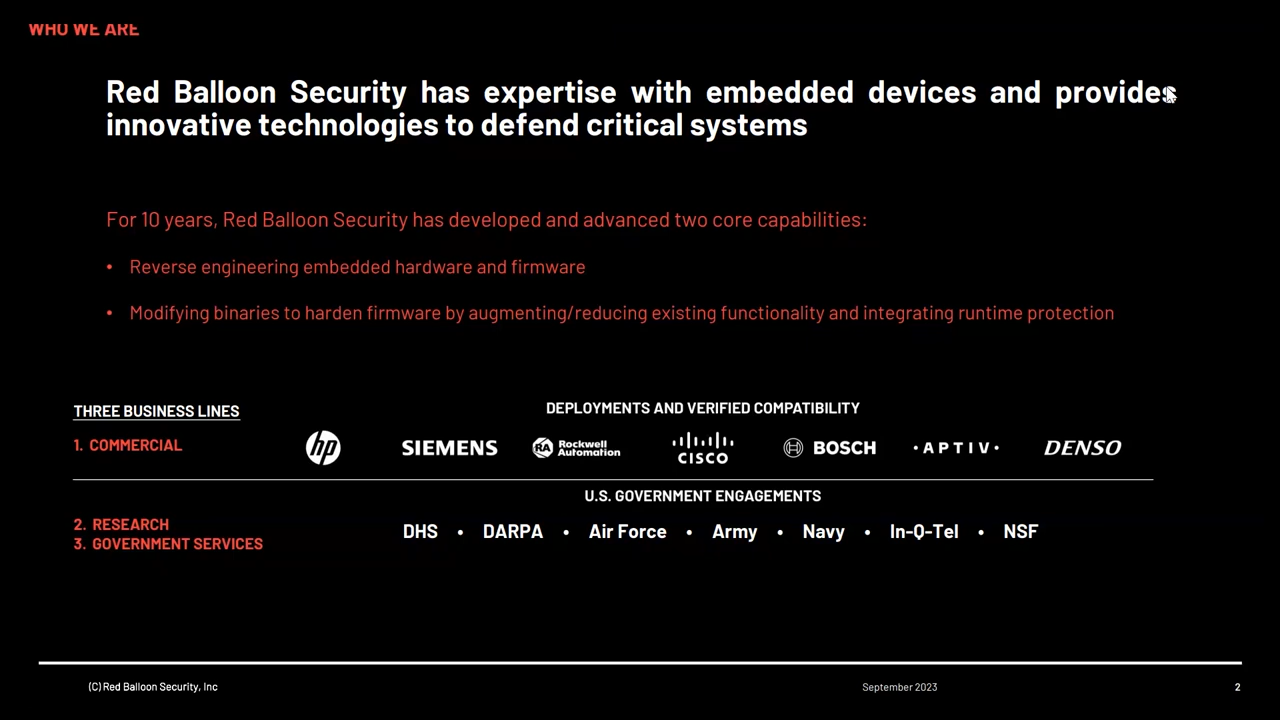 WHO WE ARE
Red Balloon Security has expertise with embedded devices and provides
innovative technologies to defend critical systems
For 10 years, Red Balloon Security has developed and advanced two core capabilities:
• Reverse engineering embedded hardware and firmware
• Modifying binaries to harden firmware by augmenting/reducing existing functionality and integrating runtime protection
THREE BUSINESS LINES
DEPLOYMENTS AND VERIFIED COMPATIBILITY
1. COMMERCIAL
hp
SIEMENS
RA Rockwell
Automation
CISCO
BOSCH
• A P T I V •
DENSO
U.S. GOVERNMENT ENGAGEMENTS
2. RESEARCH
3. GOVERNMENT SERVICES
DHS • DARPA • Air Force • Army • Navy • In-Q-Tel • NSF
(C) Red Balloon Security, Inc
September 2023
2